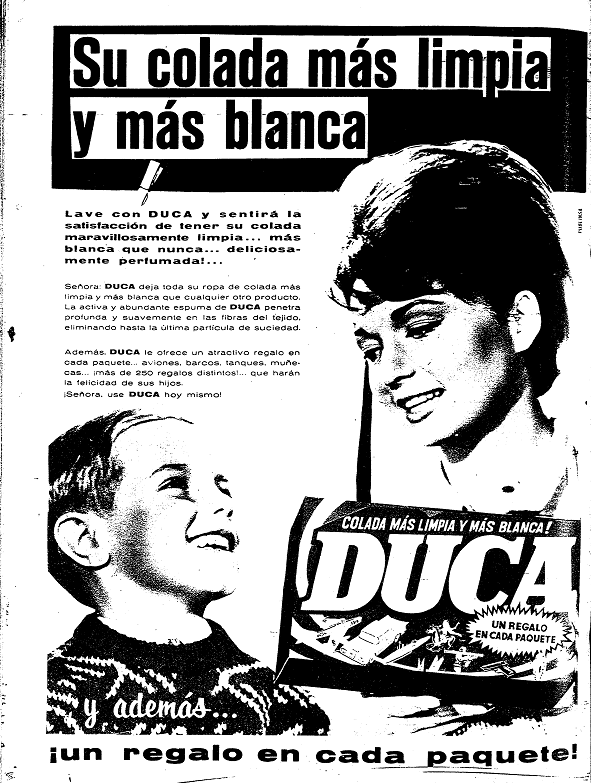 Su colada más limpia
y más blanca
Lave con DUCA y sentirá la
satisfacción de tener su colada
maravillosamente limpia... más
blanca que nunca... deliciosa-
mente perfumada!...
Señora: DUCA deja toda su ropa de colada más
limpia y más blanca que cualquier otro producto.
La activa y abundante espuma de DUCA penetra
profunda y suavemente en las fibras del tejido,
eliminando hasta la última partícula de suciedad.
Además, DUCA le ofrece un atractivo regalo en
cada paquete... aviones, barcos, tanques, muñe-
cas... ¡más de 250 regalos distintos!... que harán
la felicidad de sus hijos.
¡Señora, use DUCA hoy mismo!
COLADA MÁS LIMPIA Y MÁS BLANCA!
DUCA
UN REGALO
EN CADA PAQUETE
y además...
¡un regalo en cada paquete!